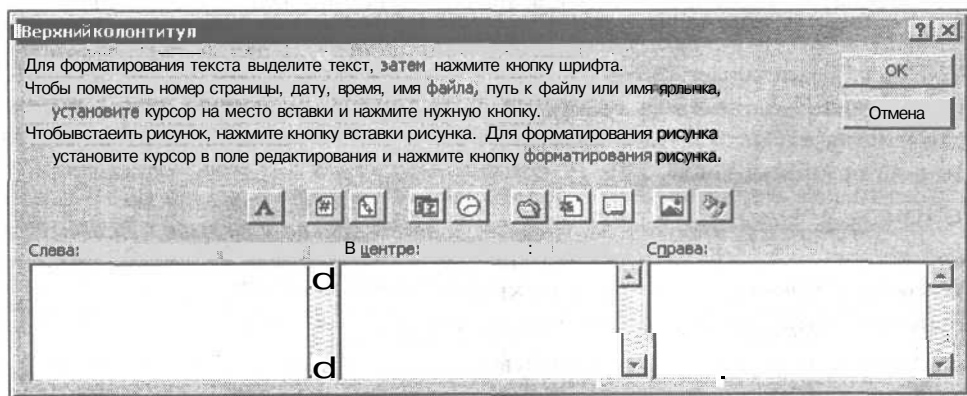 Верхний колонтитул
Для форматирования текста выделите текст, затем нажмите кнопку шрифта.
Чтобы поместить номер страницы, дату, время, имя файла, путь к файлу или имя ярлычка,
установите курсор на место вставки и нажмите нужную кнопку.
Чтобывстаеить рисунок, нажмите кнопку вставки рисунка. Для форматирования рисунка
установите курсор в поле редактирования и нажмите кнопку форматирования рисунка.
ОК
Отмена
Слева:
В центре:
Справа:
d
d